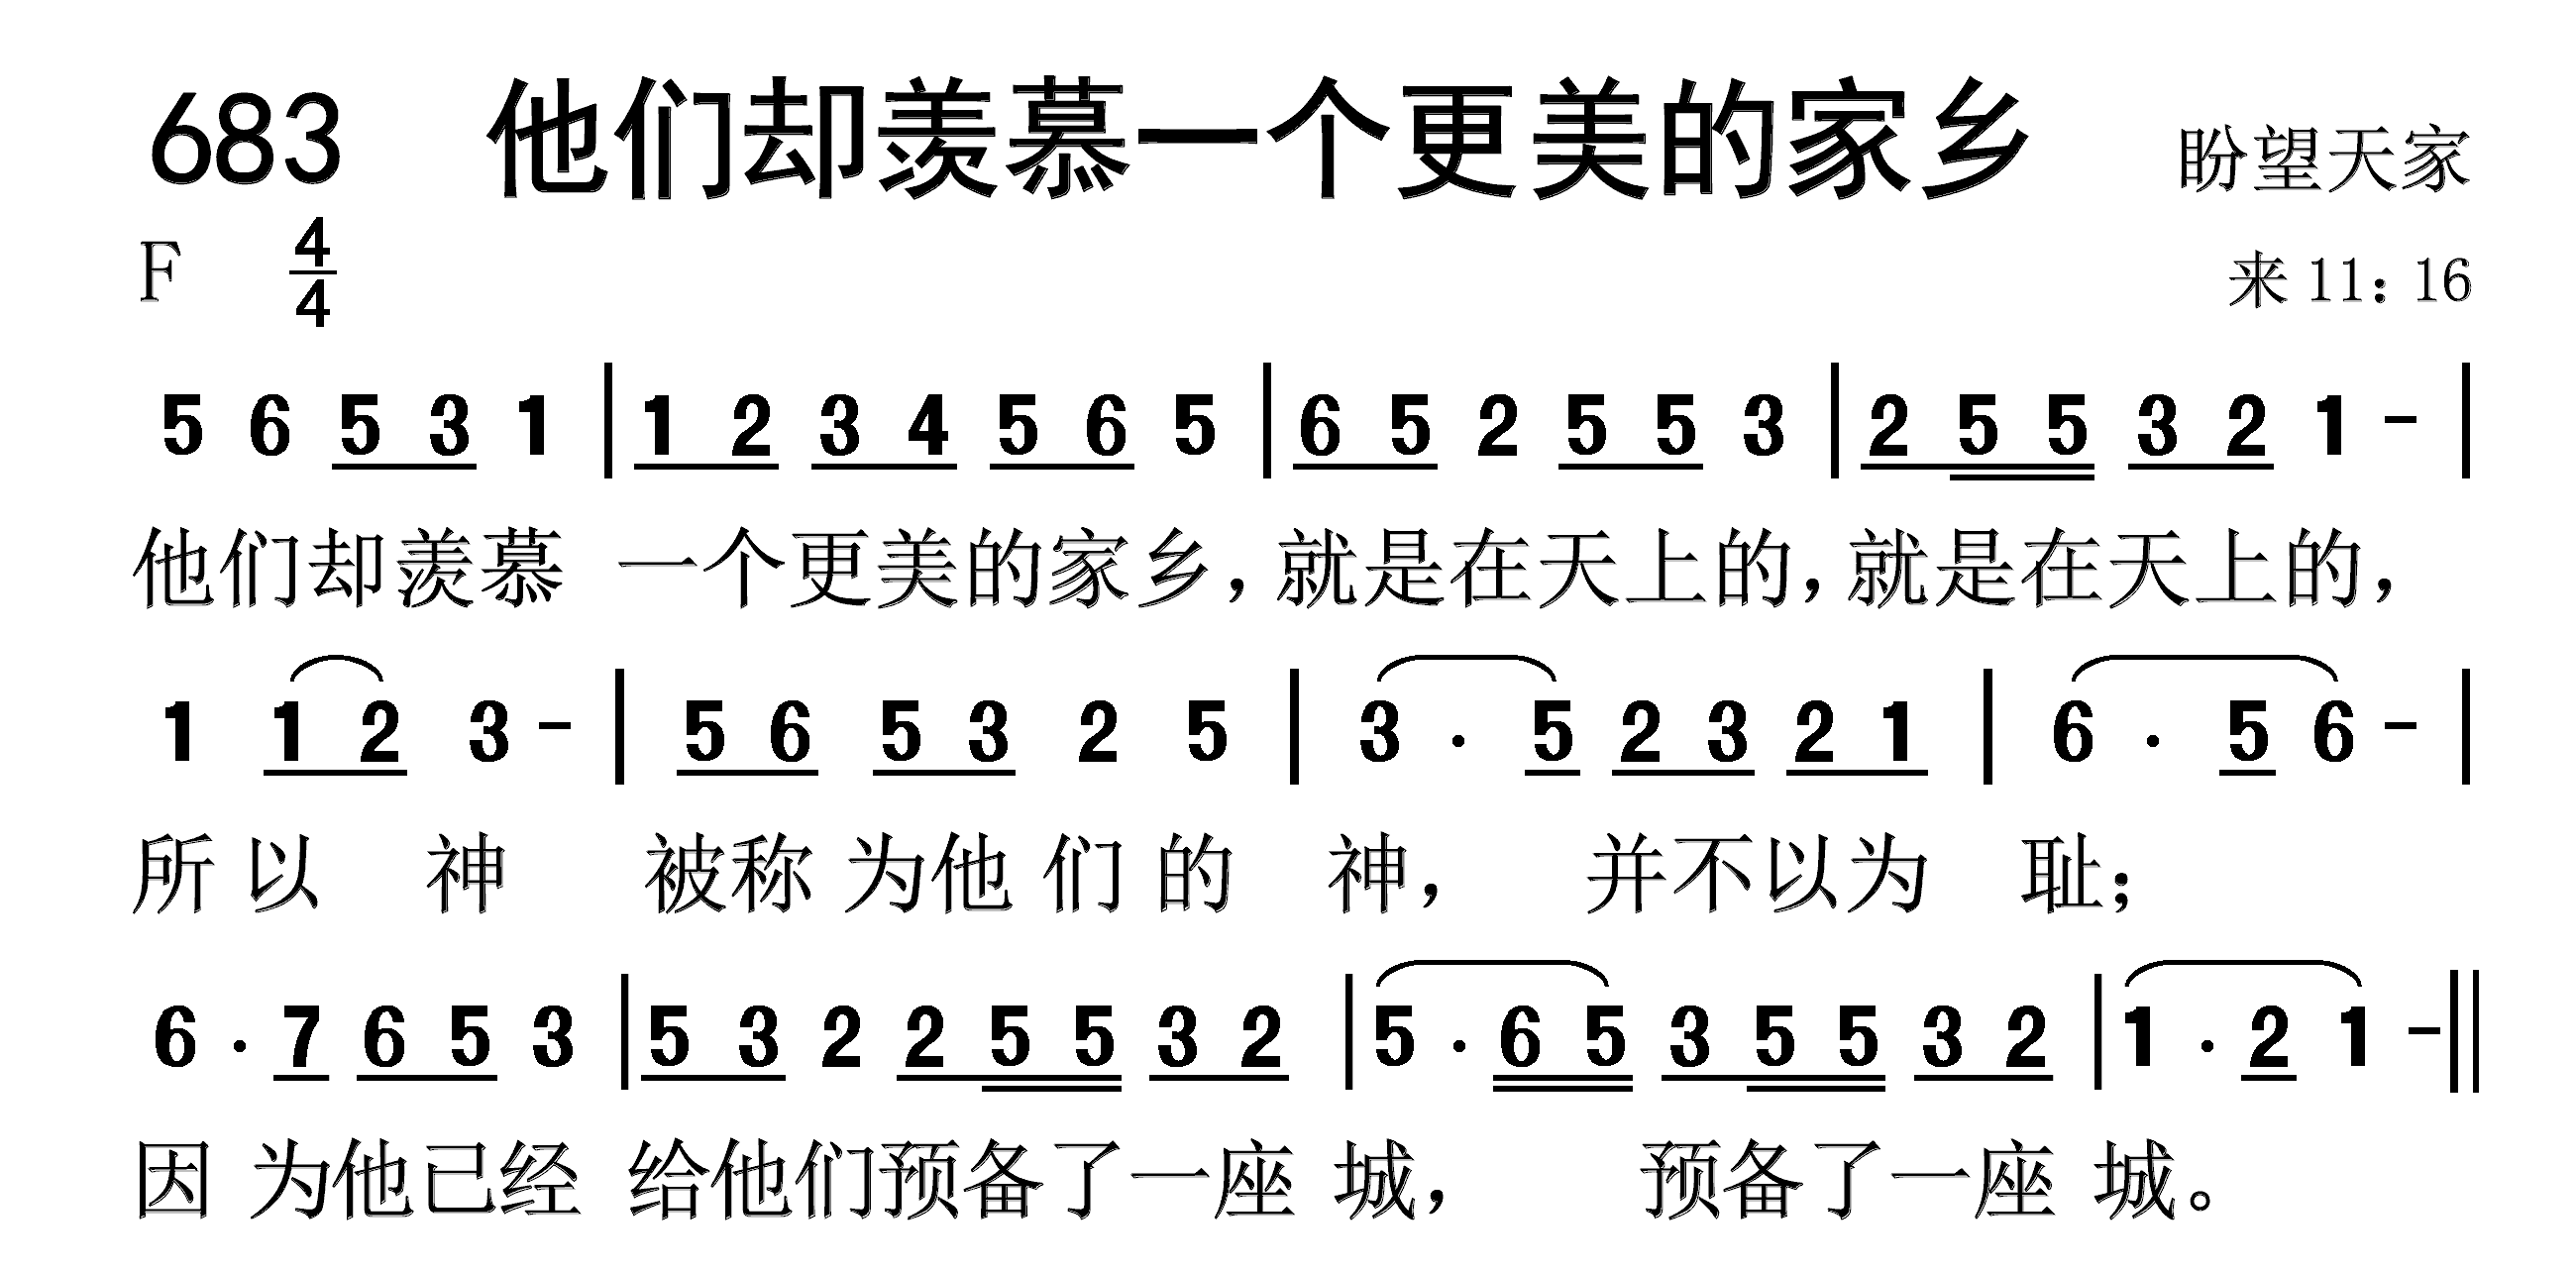 683 他们却羡慕一个更美的家乡 盼望天家
F 4/4 来 11：16
5 6 5 3 1 | 1 2 3 4 5 6 5 | 6 5 2 5 5 3 | 2 5 5 3 2 1 - |
他们却羡慕 一个更美的家乡，就是在天上的，就是在天上的，
1 1 2 3 - | 5 6 5 3 2 5 | 3 · 5 2 3 2 1 | 6 · 5 6 - |
所以 神 被称为他们的 神， 并不以为 耻；
6 · 7 6 5 3 | 5 3 2 2 5 5 3 2 | 5 · 6 5 3 5 5 3 2 | 1 · 2 1 - ||
因 为他已经 给他们预备了一座 城， 预备了一座 城。